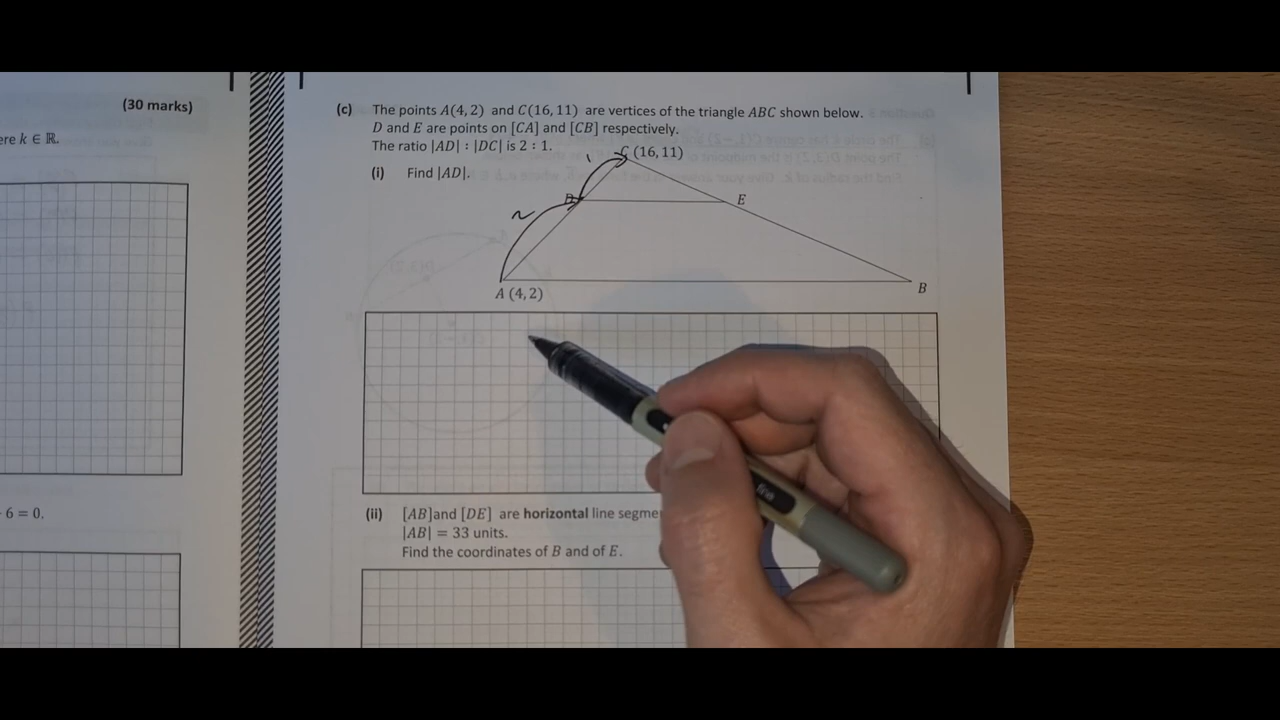 (30 marks)
ere k ∈ ℝ.
6 = 0.
(c) The points A(4, 2) and C(16, 11) are vertices of the triangle ABC shown below.
D and E are points on [CA] and [CB] respectively.
The ratio |AD| : |DC| is 2 : 1.
(i) Find |AD|.
C (16, 11)
1
D
E
2
A (4, 2)
B
(ii) [AB]and [DE] are horizontal line segme
|AB| = 33 units.
Find the coordinates of B and of E.
fine